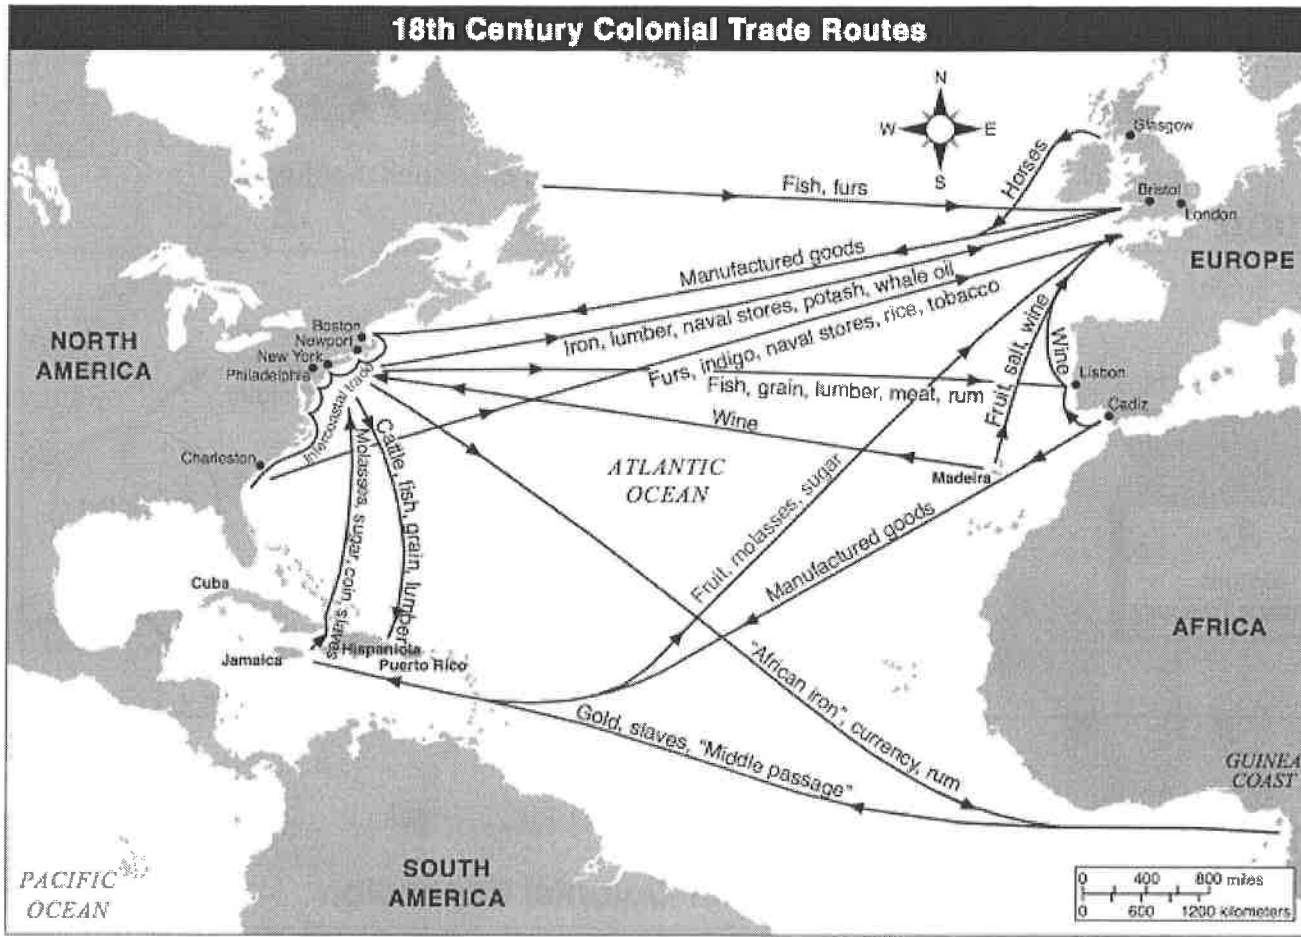 18th Century Colonial Trade Routes
N
W
E
S
Glasgow
Horses
Fish, furs
Bristol
London
EUROPE
Manufactured goods
Iron, lumber, naval stores, potash, whale oil
Furs, indigo, naval stores, rice, tobacco
Fish, grain, lumber, meat, rum
Fruit, salt, wine
Wine
NORTH
AMERICA
Boston
Newport
New York
Philadelphia
Intercoastal trade
Lisbon
Cadiz
Wine
Charleston
Molasses, sugar, coin, slaves
Cattle, fish, grain, lumber
ATLANTIC
OCEAN
Madeira
Fruit, molasses, sugar
Manufactured goods
Cuba
Jamaica
Hispaniola
Puerto Rico
AFRICA
"African iron", currency, rum
Gold, slaves, "Middle passage"
GUINEA
COAST
SOUTH
AMERICA
PACIFIC
OCEAN
0 400 800 miles
0 600 1200 kilometers